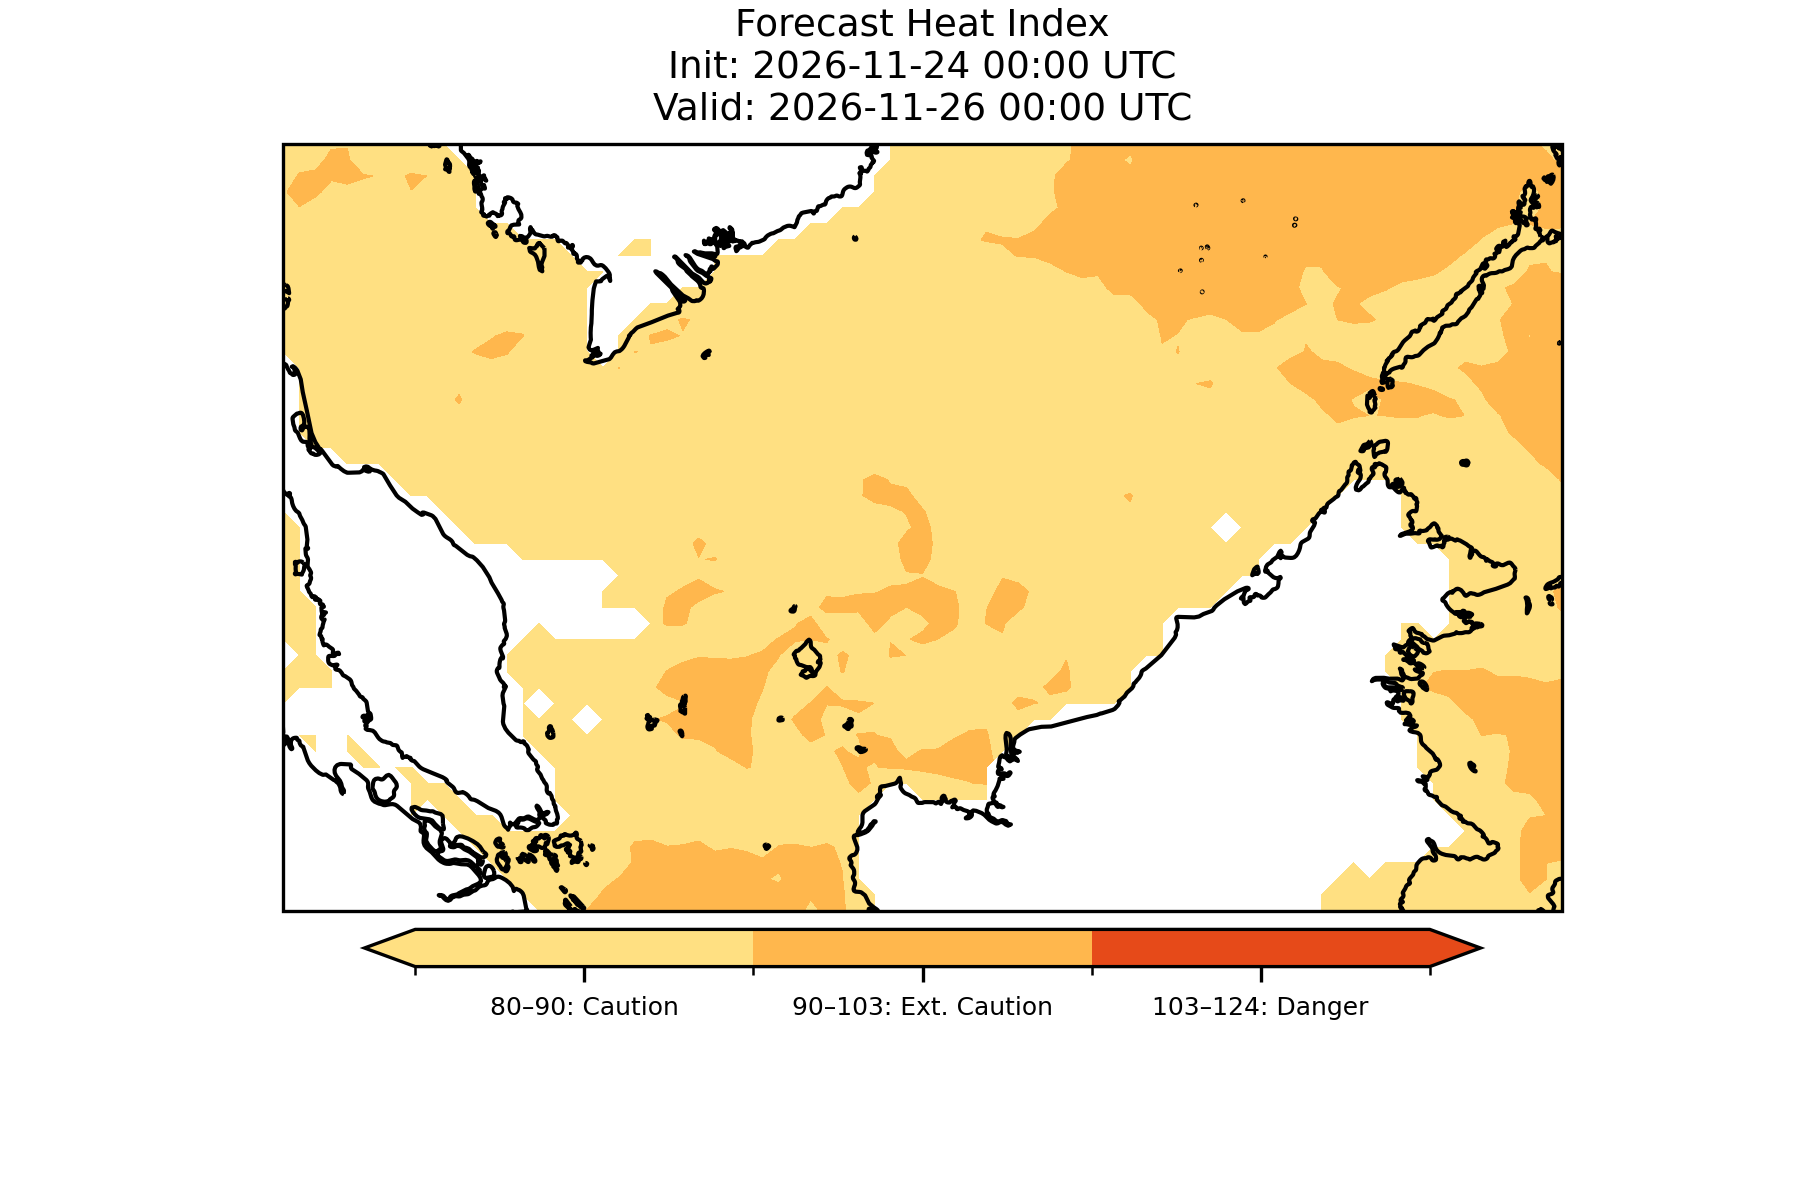 Forecast Heat Index
Init: 2026-11-24 00:00 UTC
Valid: 2026-11-26 00:00 UTC
80–90: Caution
90–103: Ext. Caution
103–124: Danger